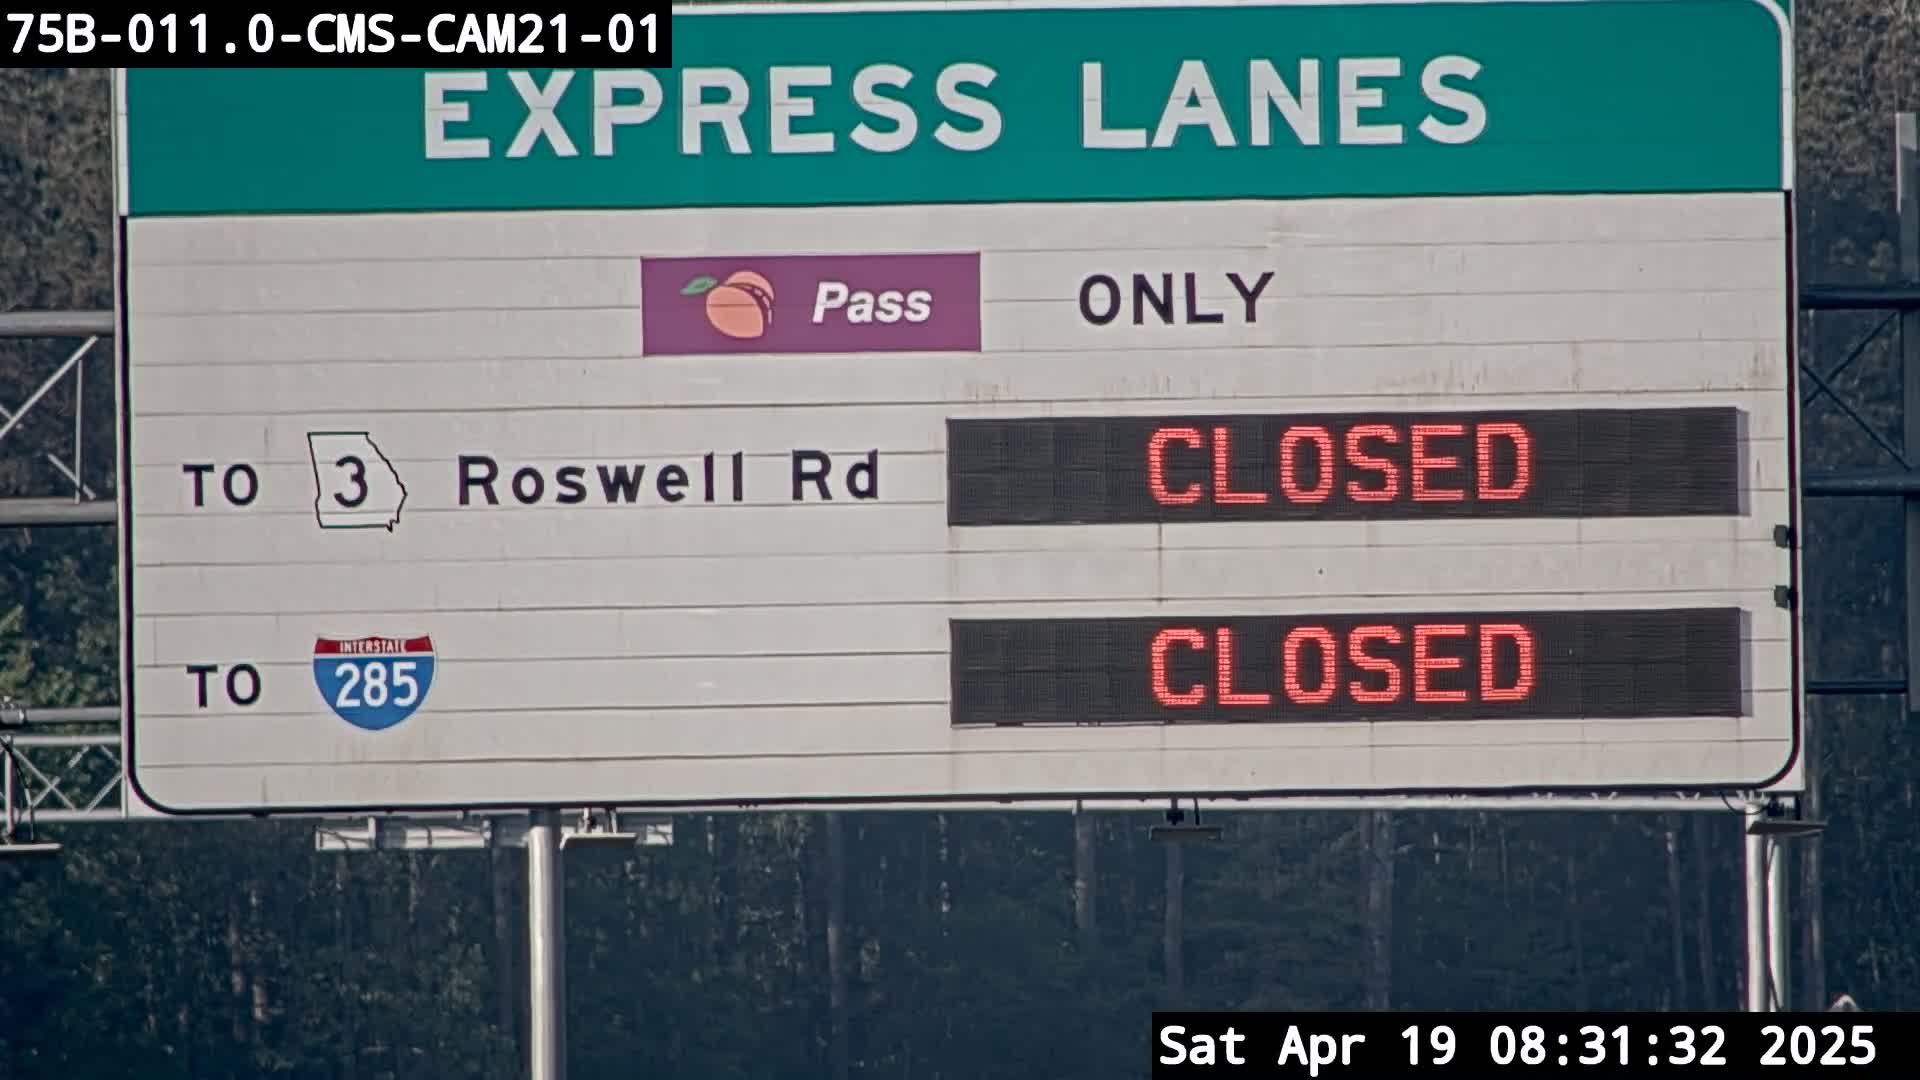 75B-011.0-CMS-CAM21-01
EXPRESS LANES
Pass ONLY
TO 3 Roswell Rd CLOSED
TO INTERSTATE 285 CLOSED
Sat Apr 19 08:31:32 2025